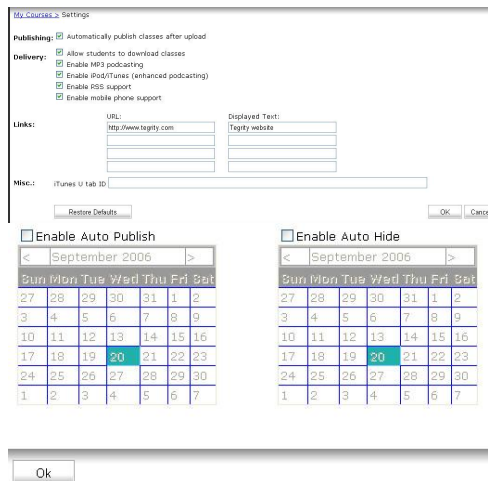 My Courses > Settings
Publishing: Automatically publish classes after upload
Delivery: Allow students to download classes
Enable MP3 podcasting
Enable iPod/iTunes (enhanced podcasting)
Enable RSS support
Enable mobile phone support
URL: Displayed Text:
Links: http://www.tegrity.com Tegrity website
Misc.: iTunes U tab ID
Restore Defaults OK Cance
Enable Auto Publish Enable Auto Hide
< September 2006 > < September 2006 >
Sun Mon Tue Wed Thu Fri Sat Sun Mon Tue Wed Thu Fri Sat
27 28 29 30 31 1 2 27 28 29 30 31 1 2
3 4 5 6 7 8 9 3 4 5 6 7 8 9
10 11 12 13 14 15 16 10 11 12 13 14 15 16
17 18 19 20 21 22 23 17 18 19 20 21 22 23
24 25 26 27 28 29 30 24 25 26 27 28 29 30
1 2 3 4 5 6 7 1 2 3 4 5 6 7
Ok